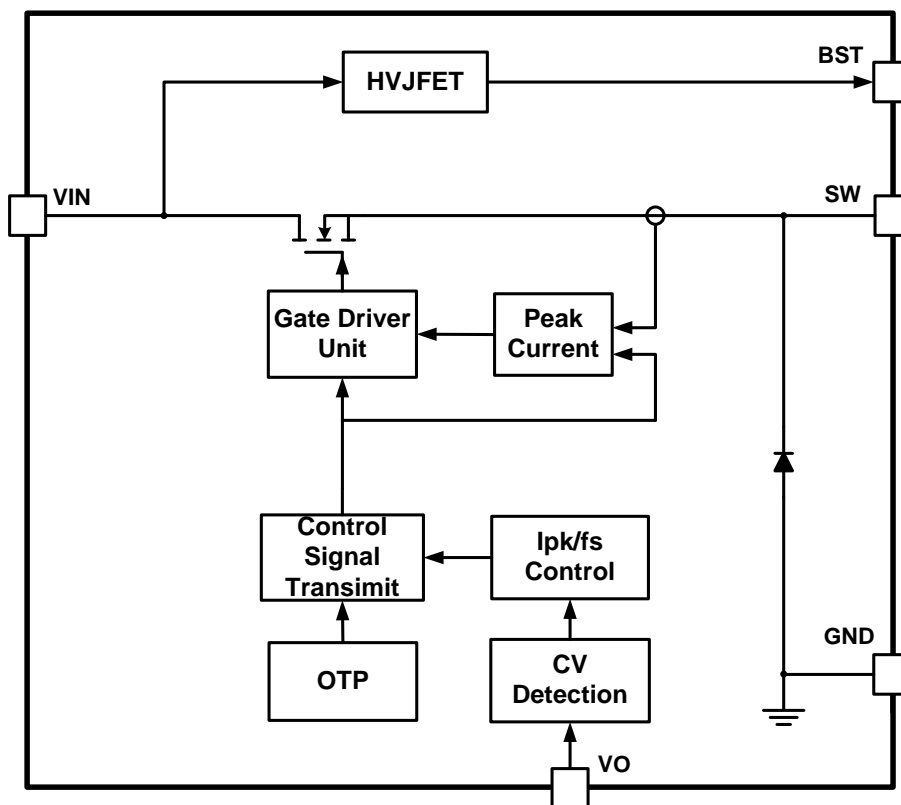 BST
HVJFET
VIN
SW
Gate Driver
Unit
Peak
Current
Control
Signal
Transimit
Ipk/fs
Control
GND
OTP
CV
Detection
VO